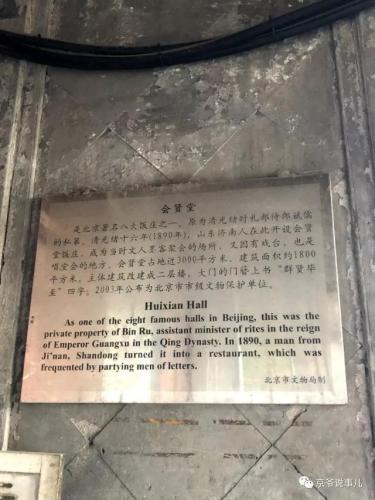 会贤堂
是北京著名八大饭庄之一。原为清光绪时礼部侍郎斌儒
的私第。清光绪十六年(1890年),山东济南人在此开设会贤
堂饭庄,成为当时文人墨客聚会的场所,又因有戏台,也是
唱堂会的地方。会贤堂占地近3000平方米,建筑面积约1800
平方米,主体建筑改建成二层楼,大门的门簪上书“群贤毕
至”四字。2003年公布为北京市市级文物保护单位。
Huixian Hall
As one of the eight famous halls in Beijing, this was the
private property of Bin Ru, assistant minister of rites in the reign
of Emperor Guangxu in the Qing Dynasty. In 1890, a man from
Ji'nan, Shandong turned it into a restaurant, which was
frequented by partying men of letters.
北京市文物局制
京爷说事儿